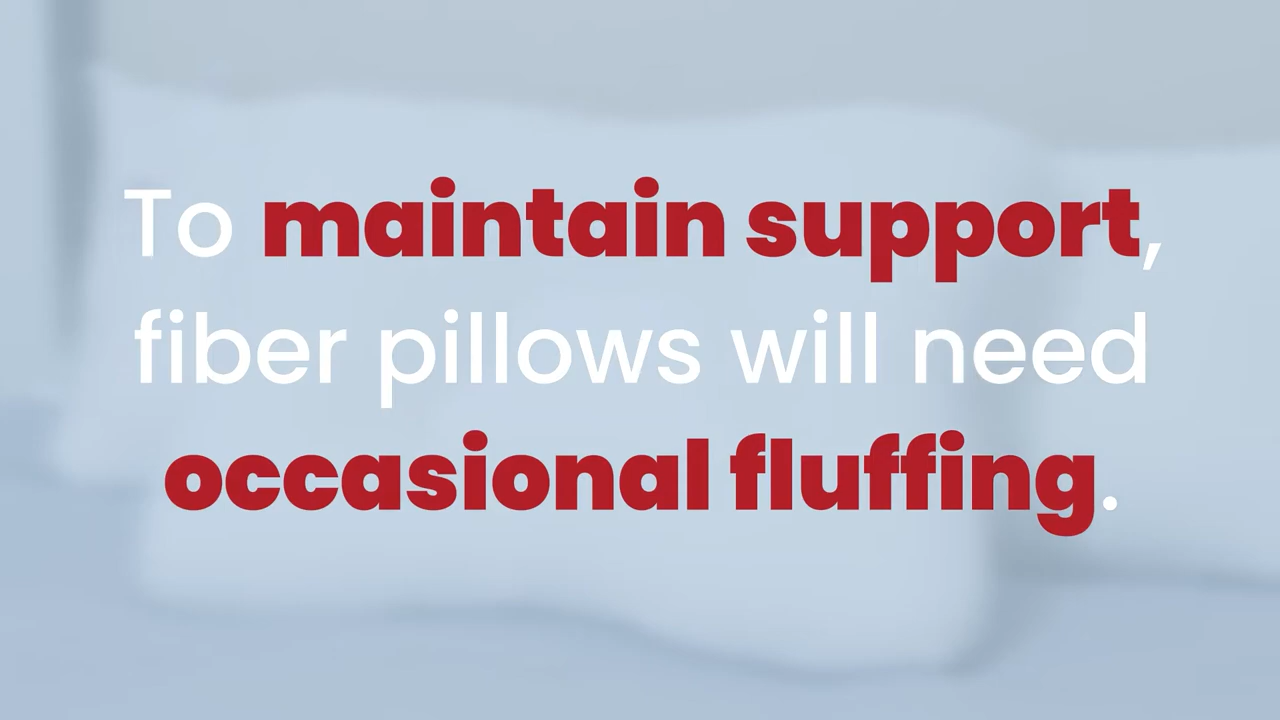 To maintain support,
fiber pillows will need
occasional fluffing.